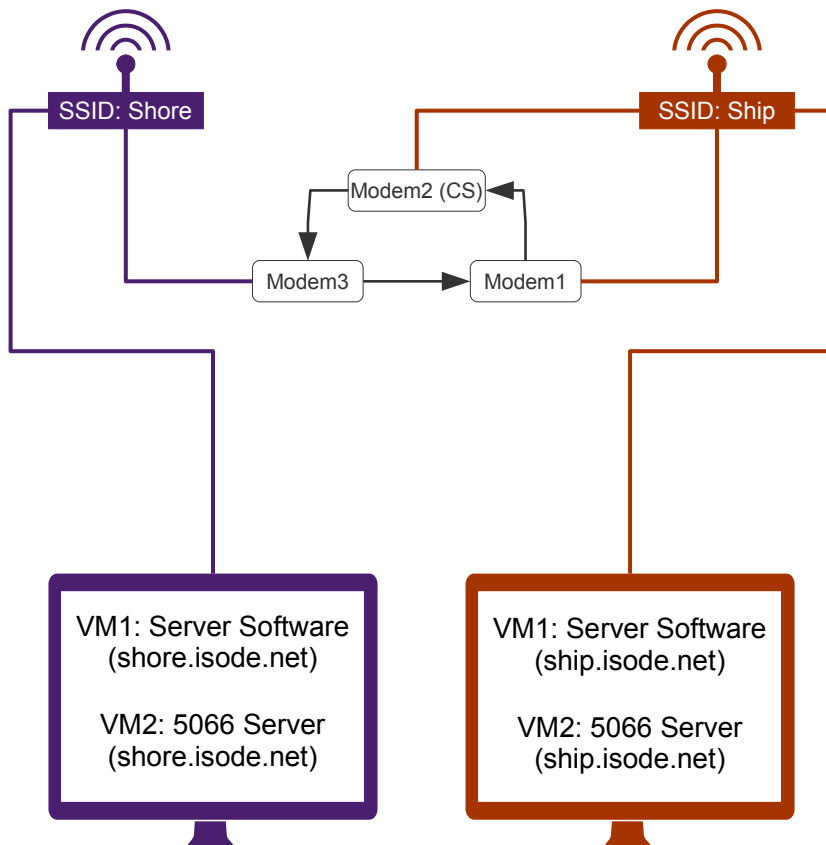 SSID: Shore
SSID: Ship
Modem2 (CS)
Modem3
Modem1
VM1: Server Software
(shore.isode.net)
VM2: 5066 Server
(shore.isode.net)
VM1: Server Software
(ship.isode.net)
VM2: 5066 Server
(ship.isode.net)